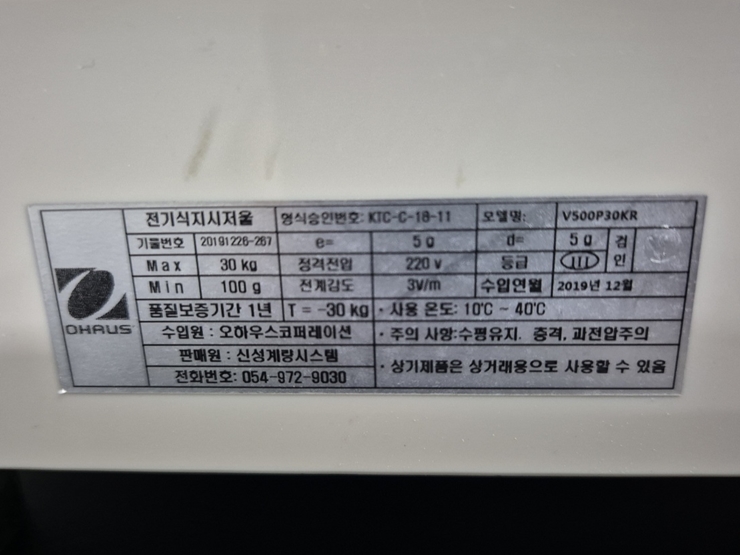 전기식지시저울 형식승인번호: KTC-C-18-11 모델명: V500P30KR
기물번호 20191226-267 e= 5 g d= 5 g 검인
Max 30 kg 정격전압 220 v 등급 III
Min 100 g 전계감도 3v/m 수입연월 2019년 12월
OHAUS
품질보증기간 1년 T = -30 kg · 사용 온도: 10℃ ~ 40℃
수입원 : 오하우스코퍼레이션 · 주의 사항:수평유지. 충격, 과전압주의
판매원 : 신성계량시스템
전화번호: 054-972-9030 · 상기제품은 상거래용으로 사용할 수 있음